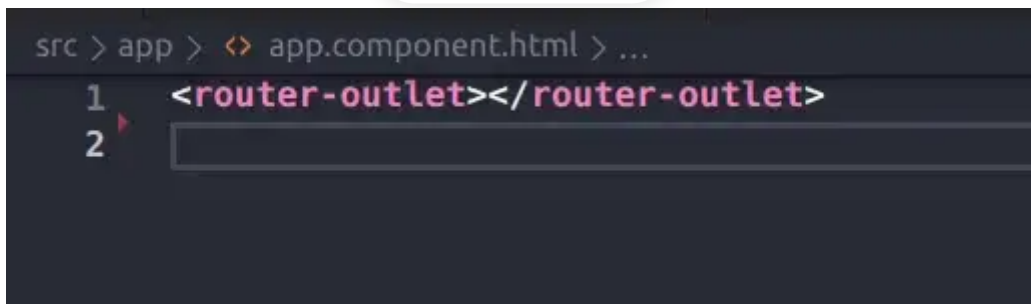 src > app > <> app.component.html > ...
1 <router-outlet></router-outlet>
2